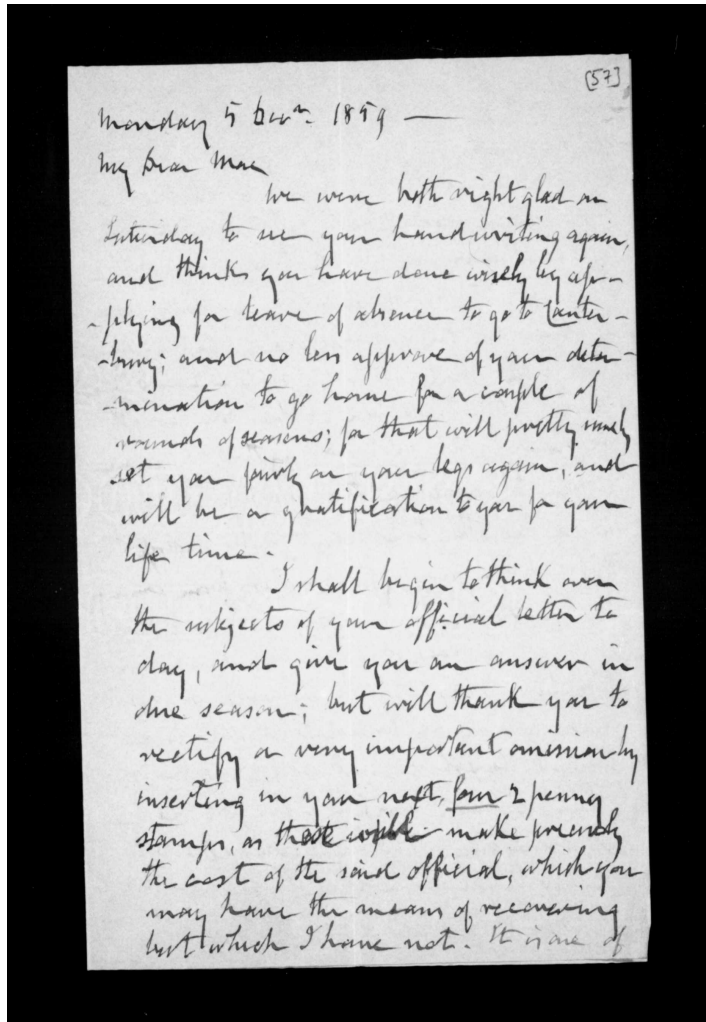 [57]
Monday 5 Decr. 1859 —
My Dear Mac
We were both right glad on
Saturday to see your handwriting again,
and thinks you have done wisely by ap-
-plying for leave of absence to go to Canter-
-bury; and no less approve of your deter-
-mination to go home for a couple of
rounds of seasons; for that will pretty surely
set your on your legs again, and
will be a gratification to you for your
life time.
I shall begin to think over
the subjects of your official letter to
day, and give you an answer in
due season; but will thank you to
rectify a very important omission by
inserting in your next, four 2 penny
stamps, as these will make precisely
the cost of the said official, which you
may have the means of recovering
but which I have not. It is one of